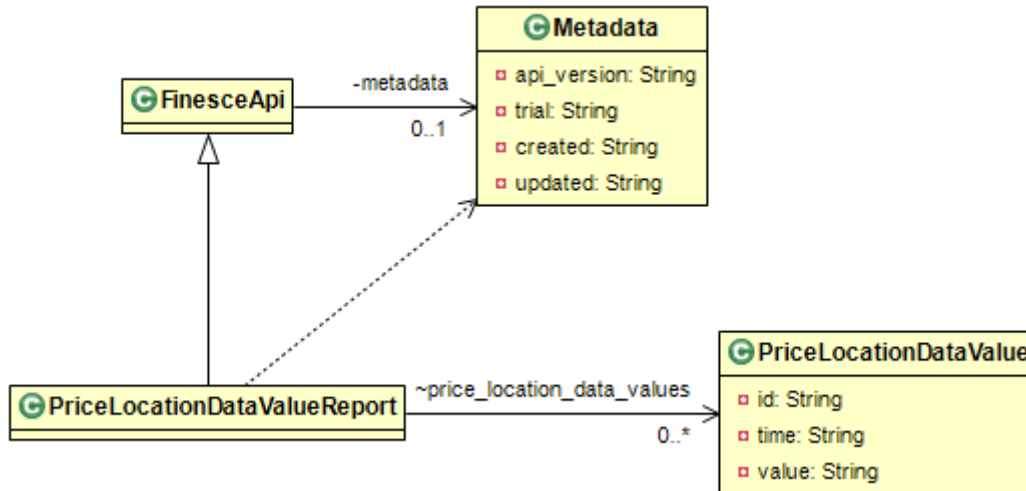 C Metadata
api_version: String
trial: String
created: String
updated: String
C FinesceApi
-metadata
0..1
C PriceLocationDataValueReport
~price_location_data_values
0..*
C PriceLocationDataValue
id: String
time: String
value: String